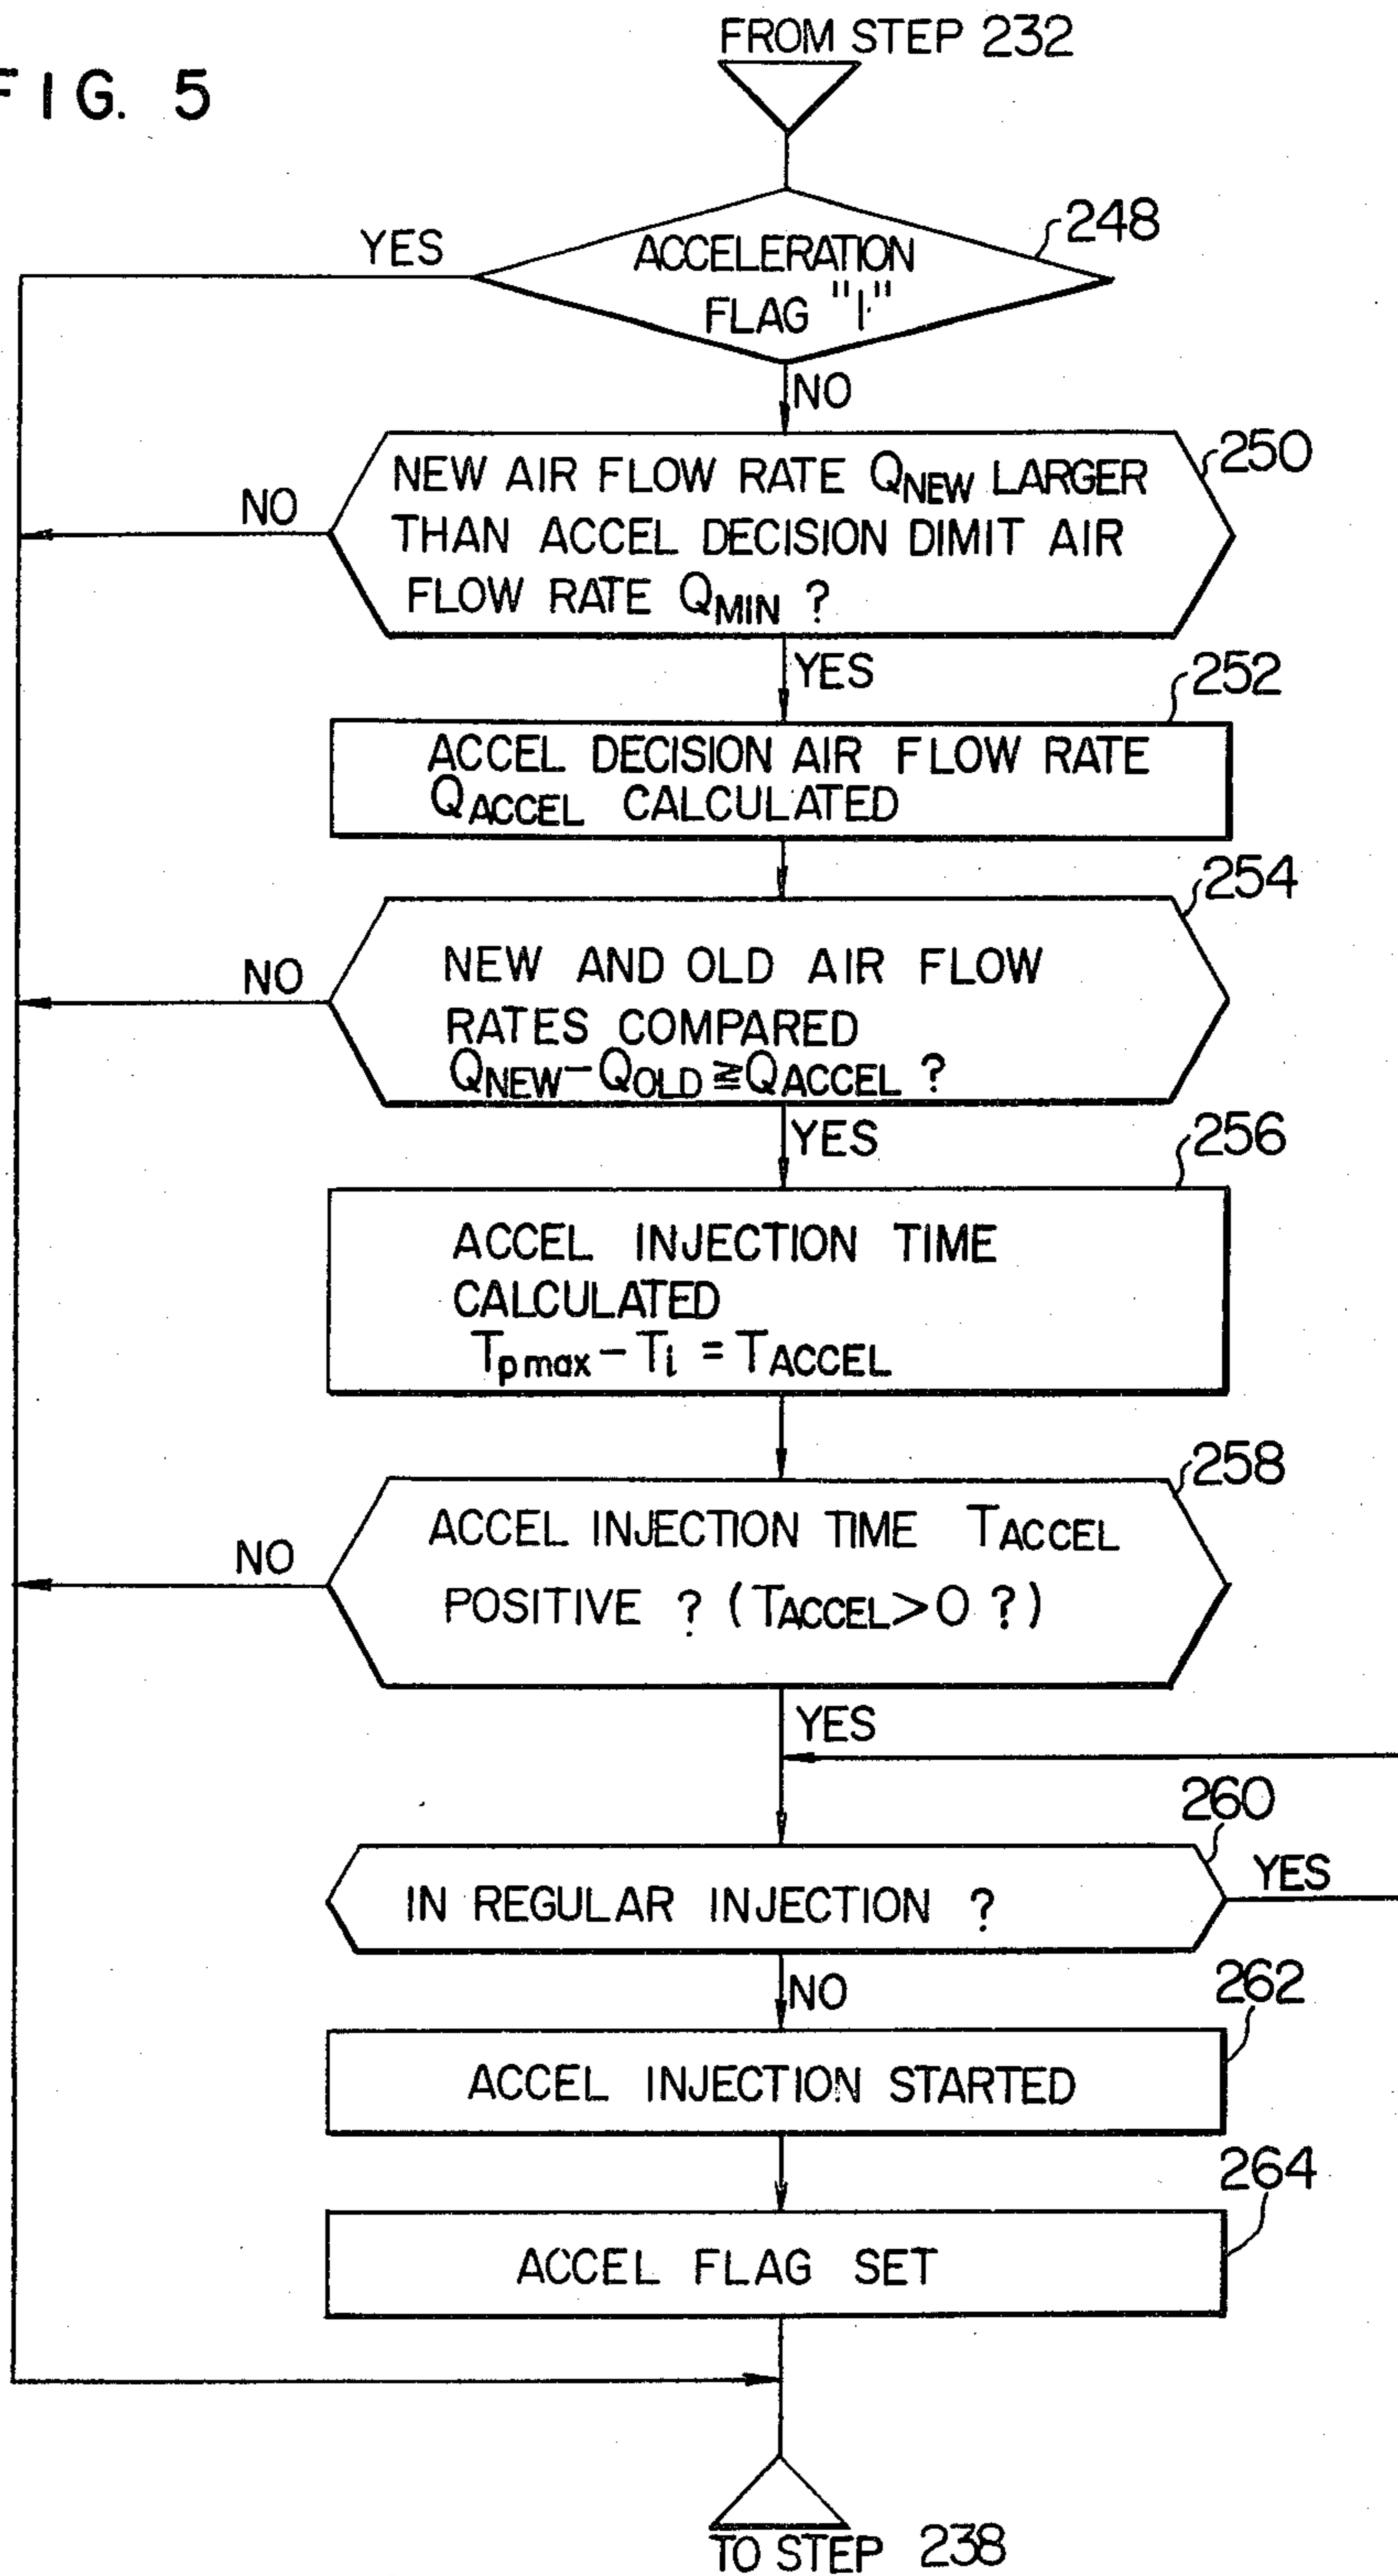 FROM STEP 232
FIG. 5
248
YES
ACCELERATION
FLAG "1"
NO
250
NEW AIR FLOW RATE QNEW LARGER
NO
THAN ACCEL DECISION DIMIT AIR
FLOW RATE QMIN ?
YES
252
ACCEL DECISION AIR FLOW RATE
QACCEL CALCULATED
254
NEW AND OLD AIR FLOW
NO
RATES COMPARED
QNEW-QOLD≧QACCEL ?
YES
256
ACCEL INJECTION TIME
CALCULATED
Tpmax-Ti=TACCEL
258
ACCEL INJECTION TIME TACCEL
NO
POSITIVE ? (TACCEL>0 ?)
YES
260
IN REGULAR INJECTION ?
YES
NO
262
ACCEL INJECTION STARTED
264
ACCEL FLAG SET
TO STEP 238